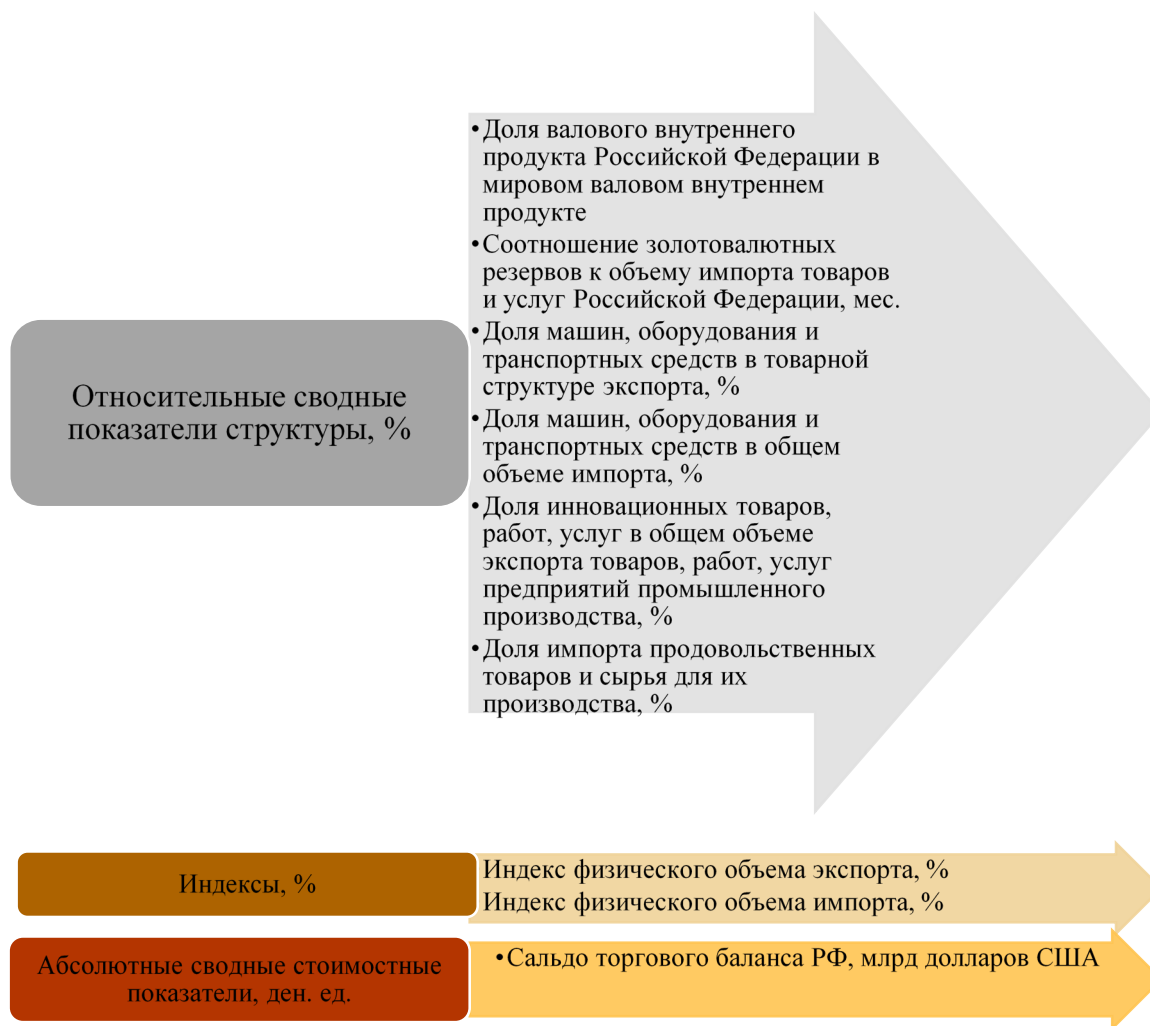 Относительные сводные
показатели структуры, %
•Доля валового внутреннего
продукта Российской Федерации в
мировом валовом внутреннем
продукте
•Соотношение золотовалютных
резервов к объему импорта товаров
и услуг Российской Федерации, мес.
•Доля машин, оборудования и
транспортных средств в товарной
структуре экспорта, %
•Доля машин, оборудования и
транспортных средств в общем
объеме импорта, %
•Доля инновационных товаров,
работ, услуг в общем объеме
экспорта товаров, работ, услуг
предприятий промышленного
производства, %
•Доля импорта продовольственных
товаров и сырья для их
производства, %
Индексы, %
Индекс физического объема экспорта, %
Индекс физического объема импорта, %
Абсолютные сводные стоимостные
показатели, ден. ед.
•Сальдо торгового баланса РФ, млрд долларов США